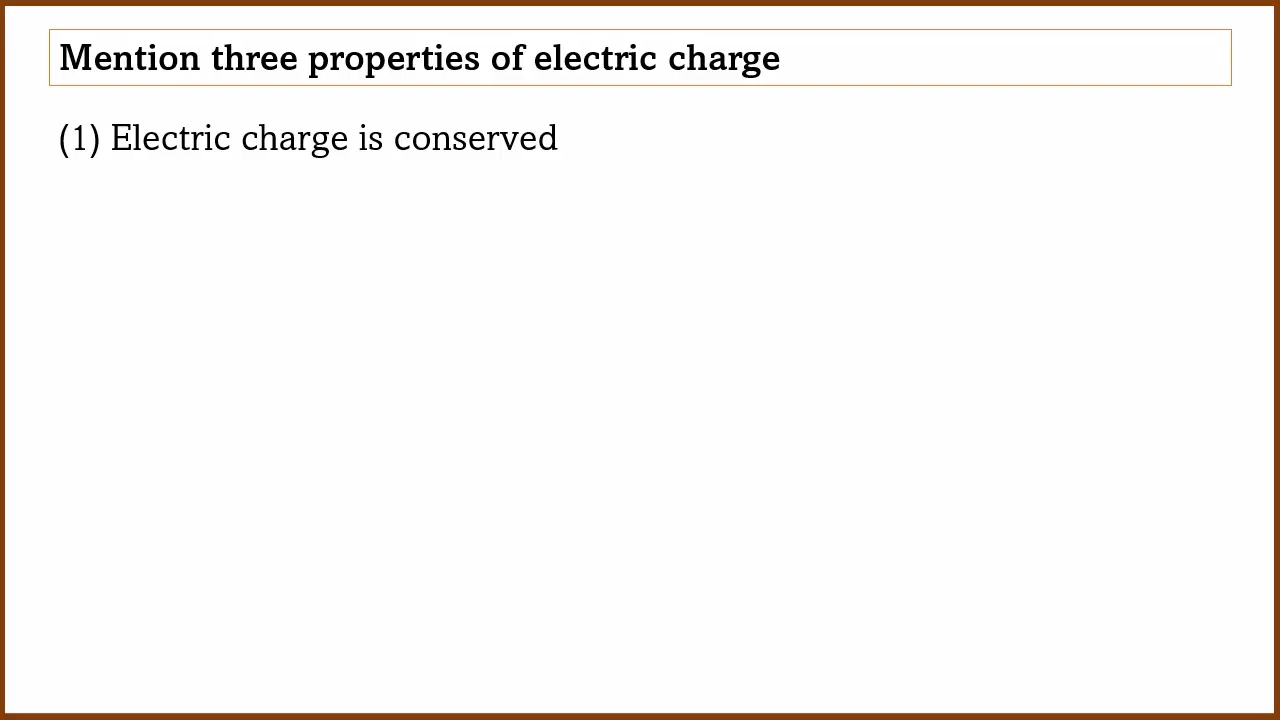 Mention three properties of electric charge
(1) Electric charge is conserved